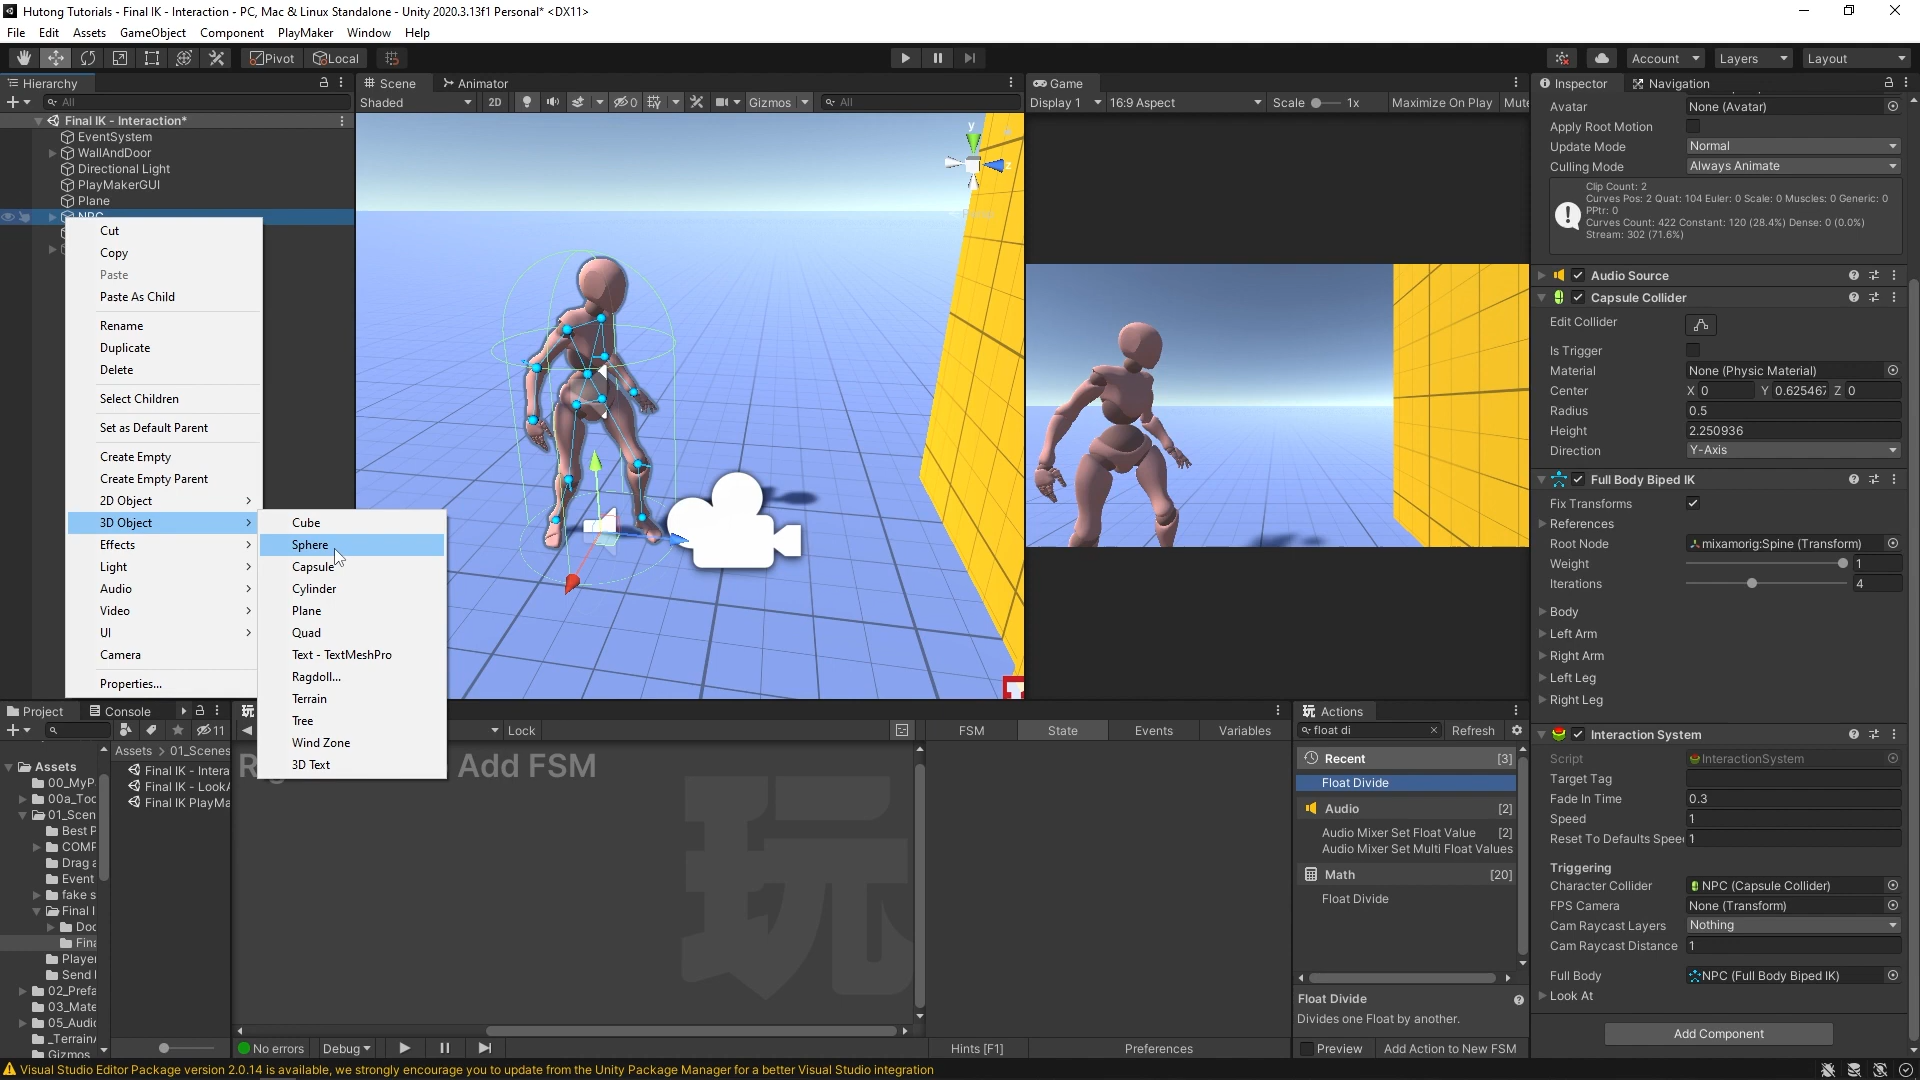 Hutong Tutorials - Final IK - Interaction - PC, Mac & Linux Standalone - Unity 2020.3.13f1 Personal* <DX11>
File Edit Assets GameObject Component PlayMaker Window Help
Pivot Local Account Layers Layout
Hierarchy Scene Animator Game Inspector Navigation
All Shaded 2D 0 Gizmos All Display 1 16:9 Aspect Scale 1x Maximize On Play Mute
Final IK - Interaction*
EventSystem
WallAndDoor
Directional Light
PlayMakerGUI
Plane
NPC
Cut
Copy
Paste
Paste As Child
Rename
Duplicate
Delete
Select Children
Set as Default Parent
Create Empty
Create Empty Parent
2D Object
3D Object
Effects
Light
Audio
Video
UI
Camera
Properties...
Cube
Sphere
Capsule
Cylinder
Plane
Quad
Text - TextMeshPro
Ragdoll...
Terrain
Tree
Wind Zone
3D Text
y
Avatar None (Avatar)
Apply Root Motion
Update Mode Normal
Culling Mode Always Animate
Clip Count: 2
Curves Pos: 2 Quat: 104 Euler: 0 Scale: 0 Muscles: 0 Generic: 0
PPtr: 0
Curves Count: 422 Constant: 120 (28.4%) Dense: 0 (0.0%)
Stream: 302 (71.6%)
Audio Source
Capsule Collider
Edit Collider
Is Trigger
Material None (Physic Material)
Center X 0 Y 0.625467 Z 0
Radius 0.5
Height 2.250936
Direction Y-Axis
Full Body Biped IK
Fix Transforms
References
Root Node mixamorig:Spine (Transform)
Weight 1
Iterations 4
Body
Left Arm
Right Arm
Left Leg
Right Leg
Interaction System
Script InteractionSystem
Target Tag
Fade In Time 0.3
Speed 1
Reset To Defaults Speed 1
Triggering
Character Collider NPC (Capsule Collider)
FPS Camera None (Transform)
Cam Raycast Layers Nothing
Cam Raycast Distance 1
Full Body NPC (Full Body Biped IK)
Look At
Add Component
Project Console
11
Assets > 01_Scenes
Final IK - Intera
Final IK - LookA
Final IK PlayMa
Assets
00_MyP
00a_Too
01_Scen
Best P
COMP
Drag a
Event
fake s
Final I
Doc
Fina
Player
Send I
02_Prefa
03_Mate
05_Audio
_Terrain
Gizmos
玩 Lock
FSM State Events Variables
Add FSM
玩
No errors Debug Hints [F1] Preferences
玩 Actions
float di Refresh
Recent [3]
Float Divide
Audio [2]
Audio Mixer Set Float Value [2]
Audio Mixer Set Multi Float Values
Math [20]
Float Divide
Float Divide
Divides one Float by another.
Preview Add Action to New FSM
Visual Studio Editor Package version 2.0.14 is available, we strongly encourage you to update from the Unity Package Manager for a better Visual Studio integration